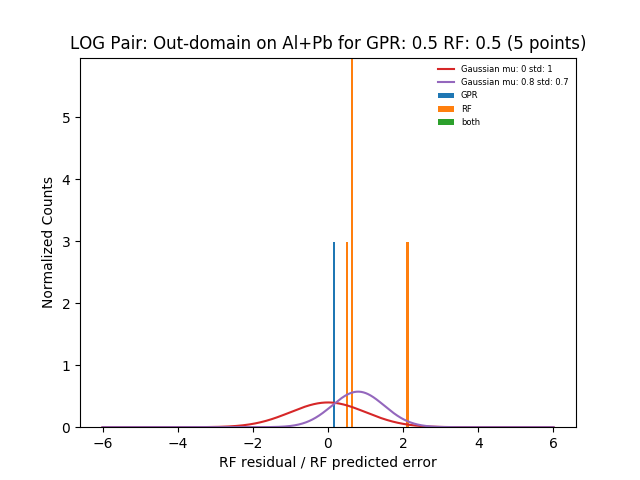 LOG Pair: Out-domain on Al+Pb for GPR: 0.5 RF: 0.5 (5 points)
Gaussian mu: 0 std: 1
Gaussian mu: 0.8 std: 0.7
GPR
RF
both
Normalized Counts
5
4
3
2
1
0
−6 −4 −2 0 2 4 6
RF residual / RF predicted error